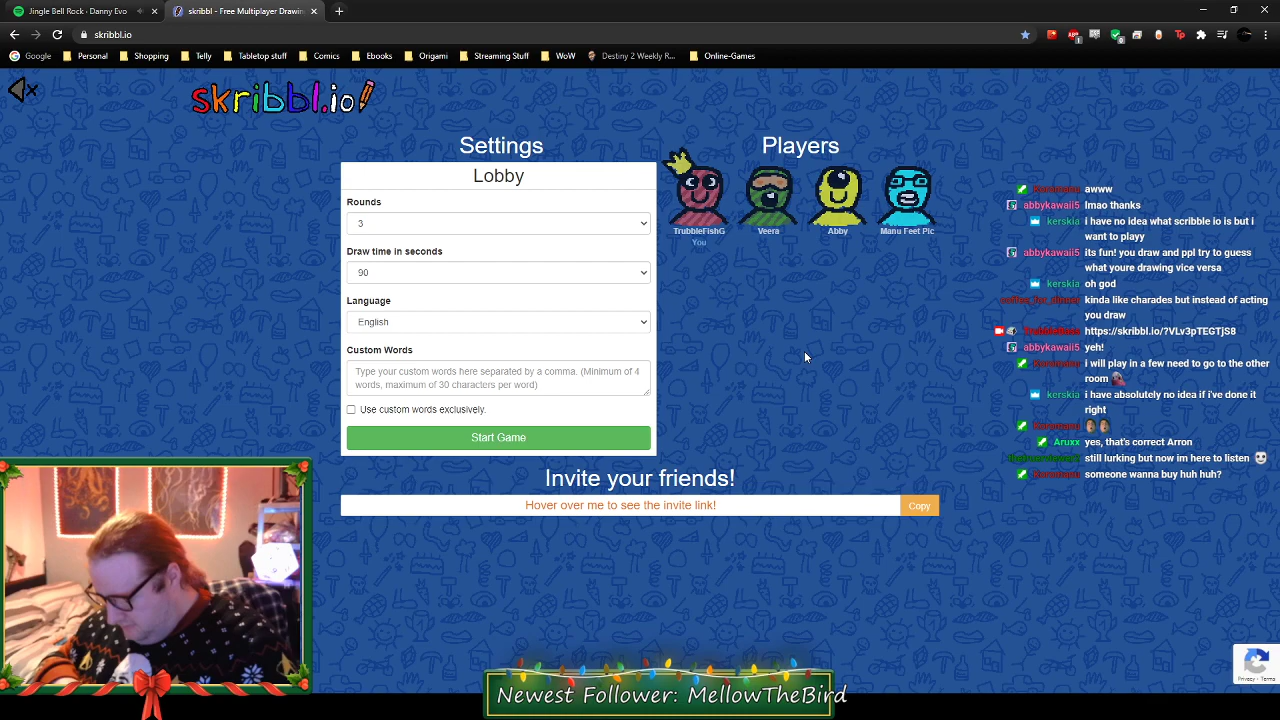 Jingle Bell Rock · Danny Evo
skribbl - Free Multiplayer Drawin
skribbl.io
Google
Personal
Shopping
Telly
Tabletop stuff
Comics
Ebooks
Origami
Streaming Stuff
WoW
Destiny 2 Weekly R...
Online-Games
skribbl.io!
Settings
Players
Lobby
Rounds
3
Draw time in seconds
90
Language
English
Custom Words
Type your custom words here separated by a comma. (Minimum of 4
words, maximum of 30 characters per word)
Use custom words exclusively.
Start Game
TrubbleFishG
You
Veera
Abby
Manu Feet Pic
Invite your friends!
Hover over me to see the invite link!
Copy
awww
abbykawaii5 lmao thanks
kerskia i have no idea what scribble io is but i
want to playy
abbykawaii5 its fun! you draw and ppl try to guess
what youre drawing vice versa
kerskia oh god
kinda like charades but instead of acting
you draw
https://skribbl.io/?VLv3pTEGTjS8
abbykawaii5 yeh!
i will play in a few need to go to the other
room
kerskia i have absolutely no idea if i've done it
right
Aruxx yes, that's correct Arron
still lurking but now im here to listen
someone wanna buy huh huh?
Privacy - Terms
Newest Follower: MellowTheBird